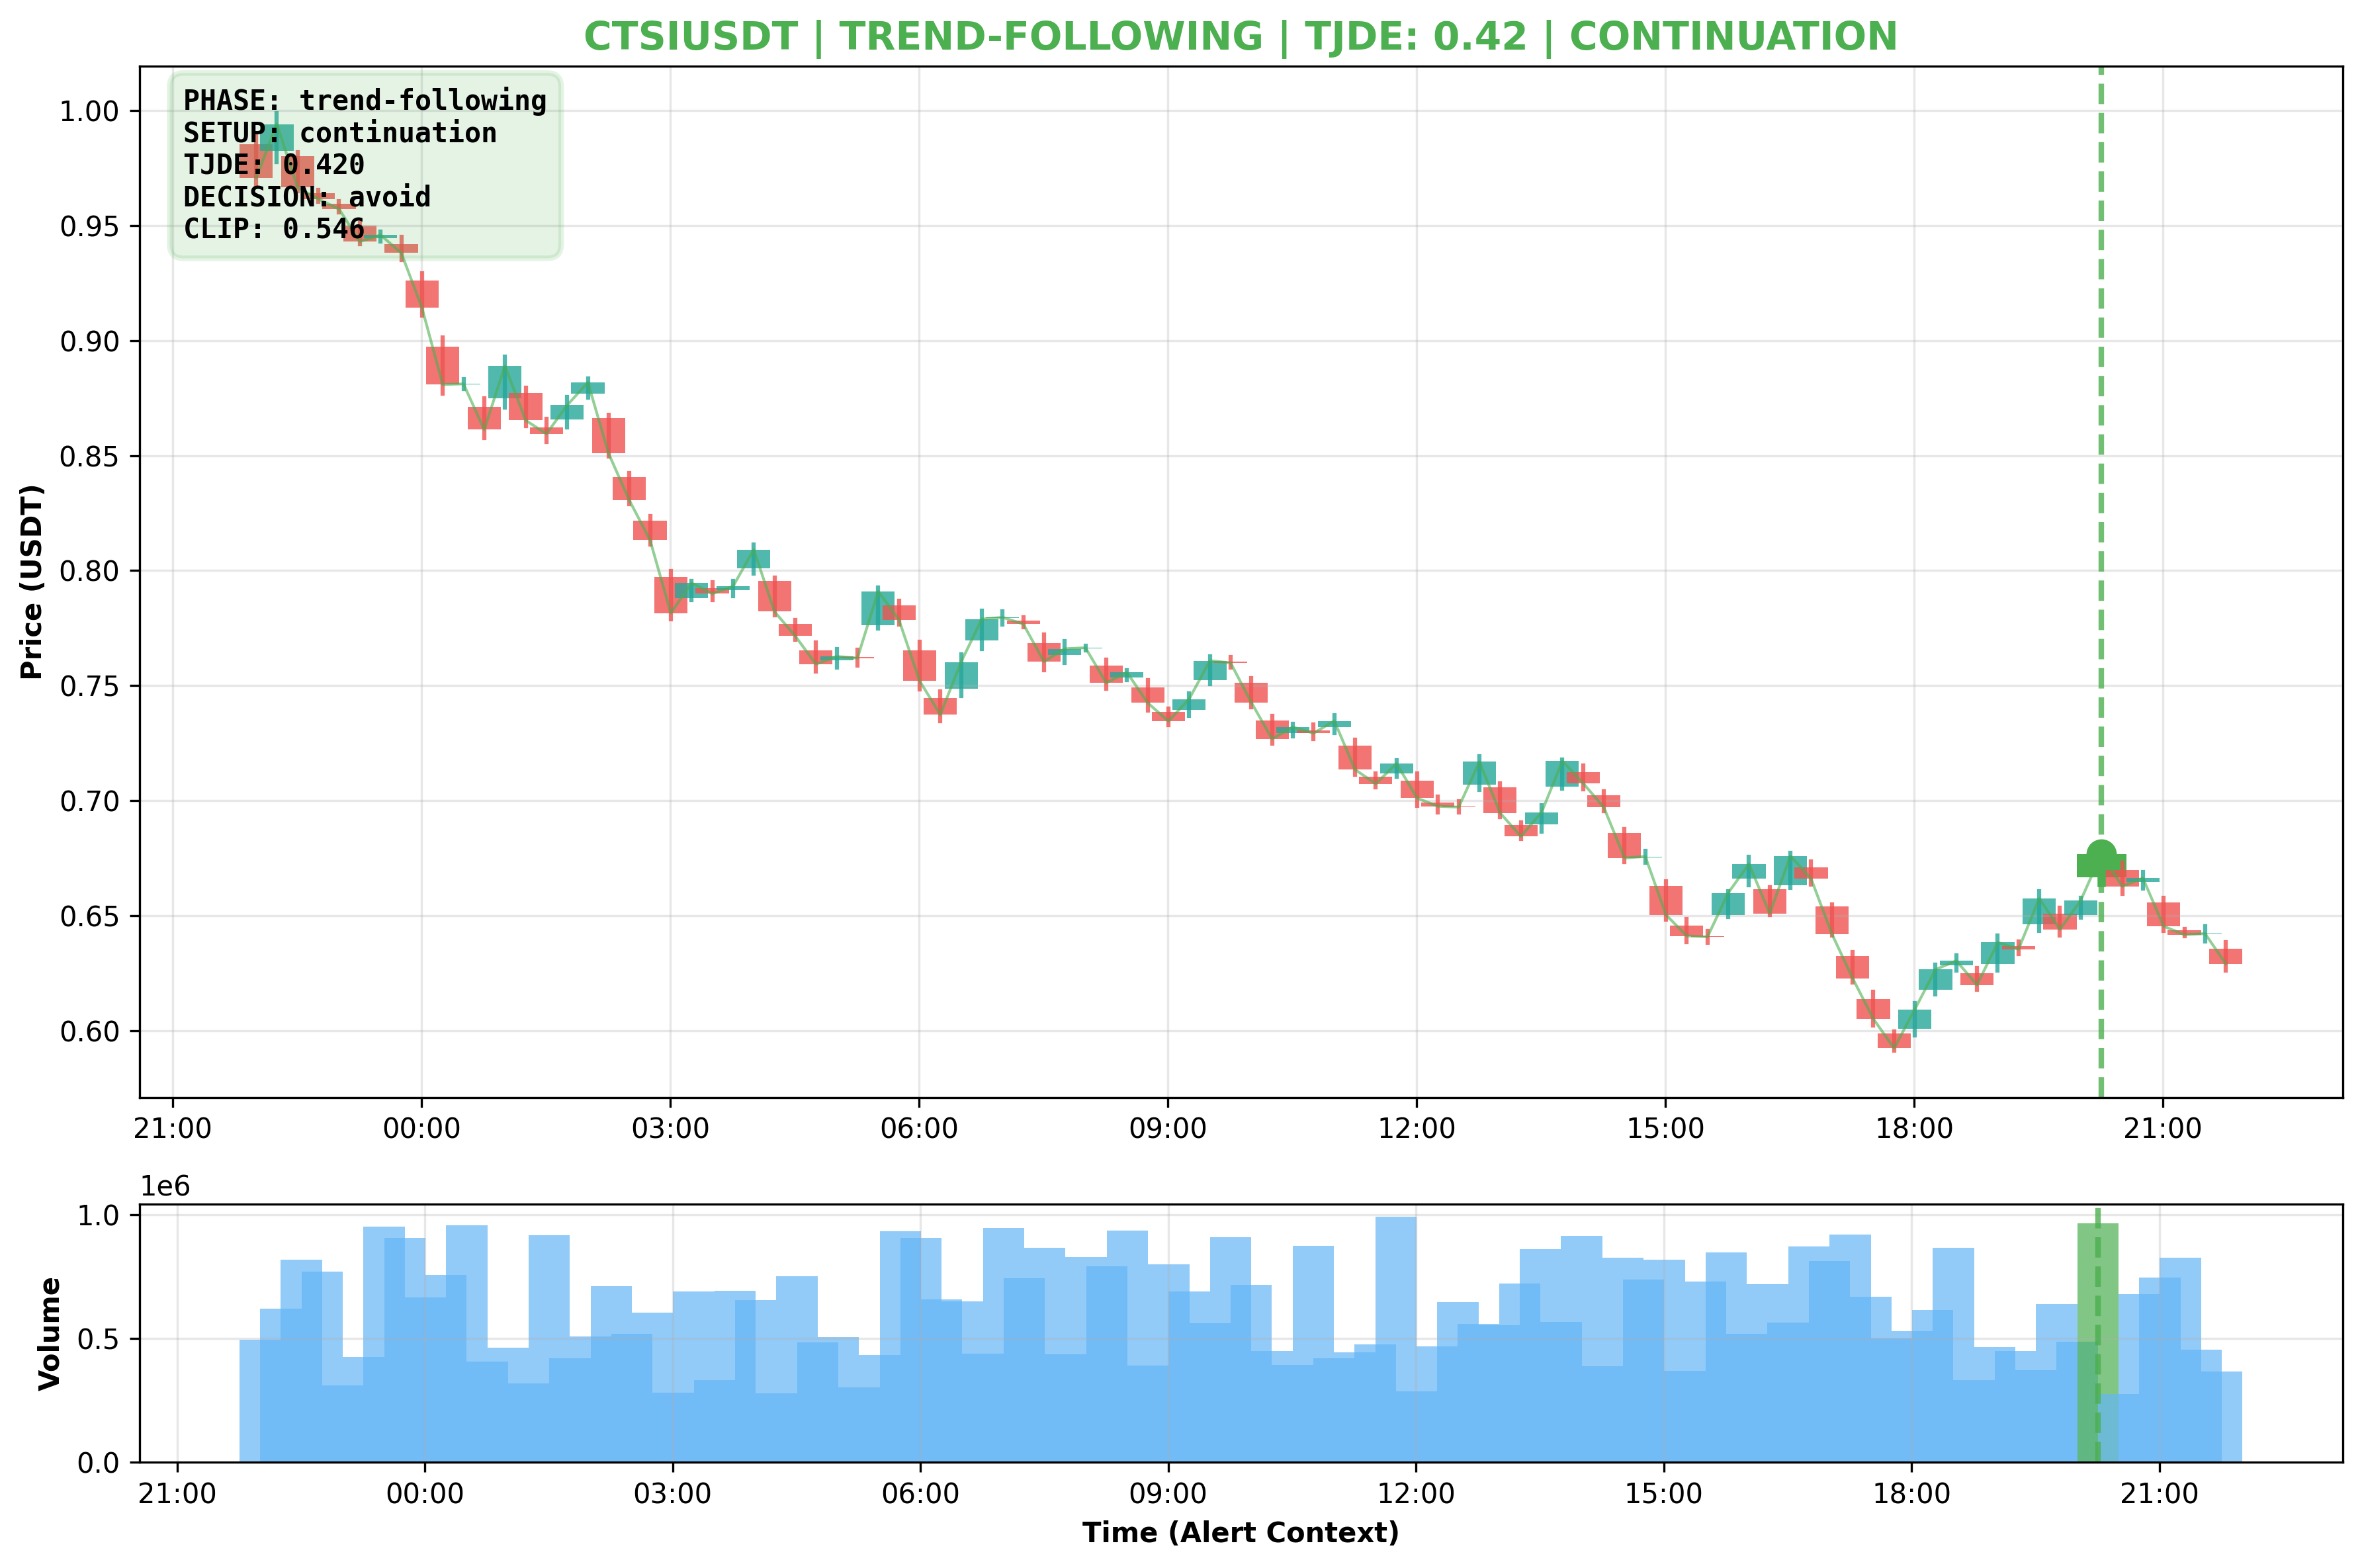 CTSIUSDT | TREND-FOLLOWING | TJDE: 0.42 | CONTINUATION
PHASE: trend-following
SETUP: continuation
TJDE: 0.420
DECISION: avoid
CLIP: 0.546
Price (USDT)
1.00
0.95
0.90
0.85
0.80
0.75
0.70
0.65
0.60
21:00 00:00 03:00 06:00 09:00 12:00 15:00 18:00 21:00
1e6
Volume
1.0
0.5
0.0
21:00 00:00 03:00 06:00 09:00 12:00 15:00 18:00 21:00
Time (Alert Context)